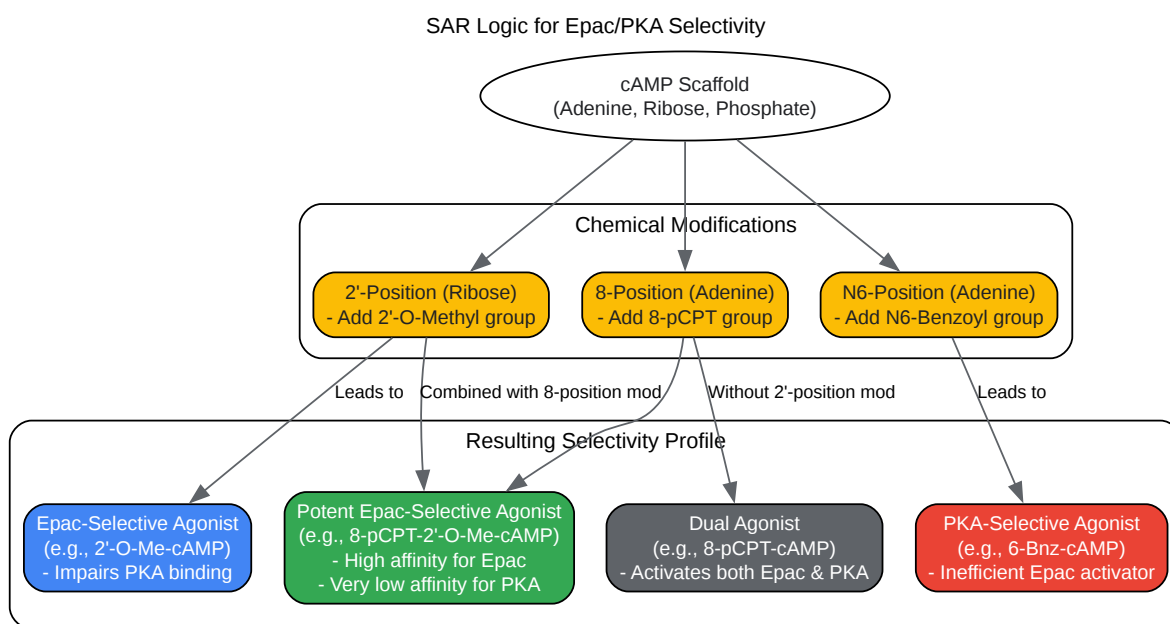 SAR Logic for Epac/PKA Selectivity
cAMP Scaffold
(Adenine, Ribose, Phosphate)
Chemical Modifications
2'-Position (Ribose)
- Add 2'-O-Methyl group
8-Position (Adenine)
- Add 8-pCPT group
N6-Position (Adenine)
- Add N6-Benzoyl group
Leads to
Combined with 8-position mod
Without 2'-position mod
Leads to
Resulting Selectivity Profile
Epac-Selective Agonist
(e.g., 2'-O-Me-cAMP)
- Impairs PKA binding
Potent Epac-Selective Agonist
(e.g., 8-pCPT-2'-O-Me-cAMP)
- High affinity for Epac
- Very low affinity for PKA
Dual Agonist
(e.g., 8-pCPT-cAMP)
- Activates both Epac & PKA
PKA-Selective Agonist
(e.g., 6-Bnz-cAMP)
- Inefficient Epac activator